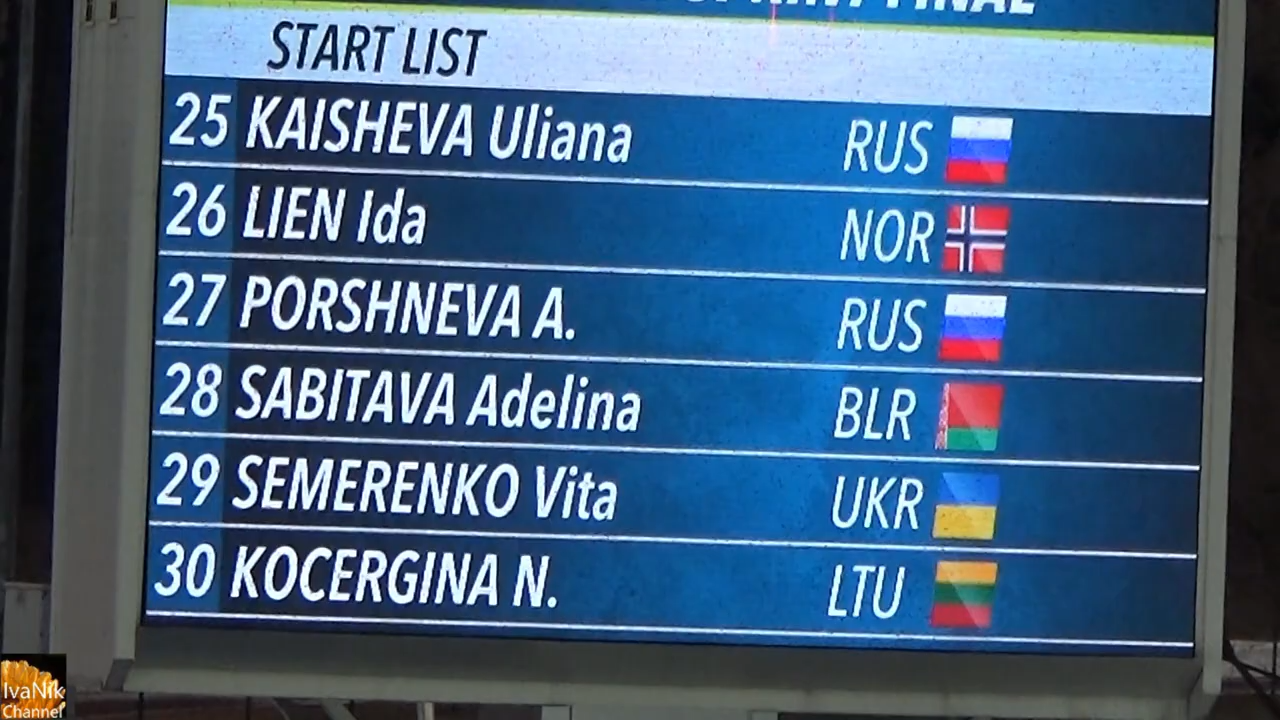 FINAL
START LIST
25 KAISHEVA Uliana RUS
26 LIEN Ida NOR
27 PORSHNEVA A. RUS
28 SABITAVA Adelina BLR
29 SEMERENKO Vita UKR
30 KOCERGINA N. LTU
IvaNik
Channel